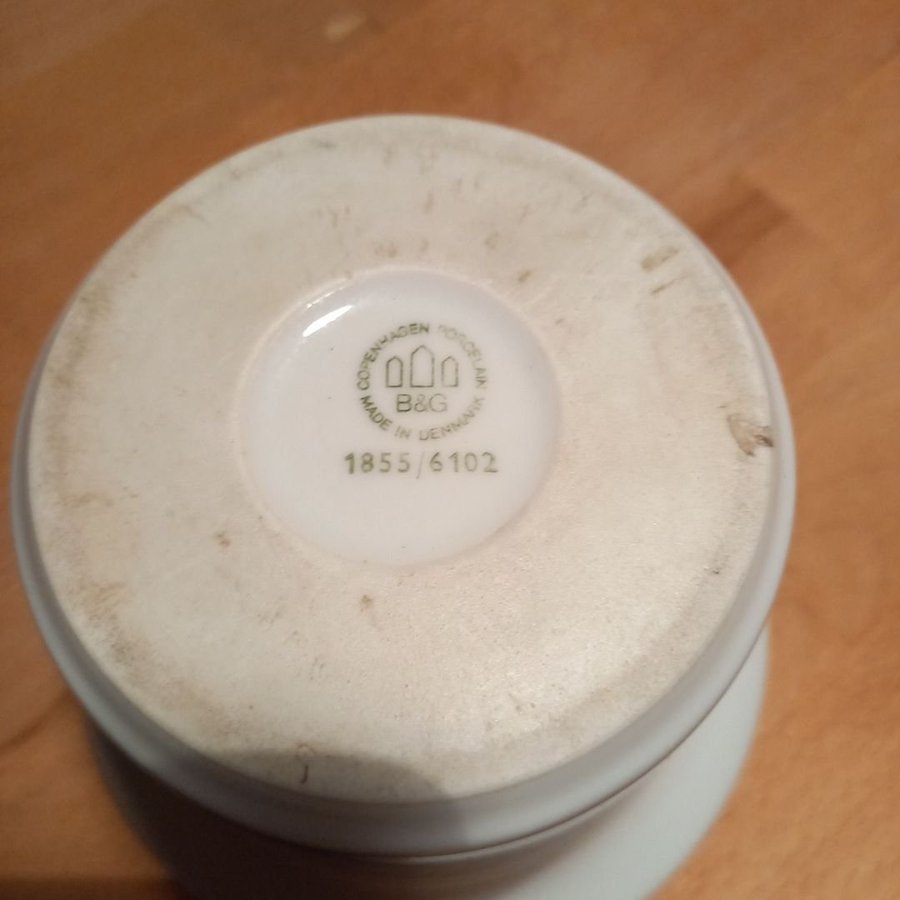 COPENHAGEN PORCELAIN
B&G
MADE IN DENMARK
1855/6102